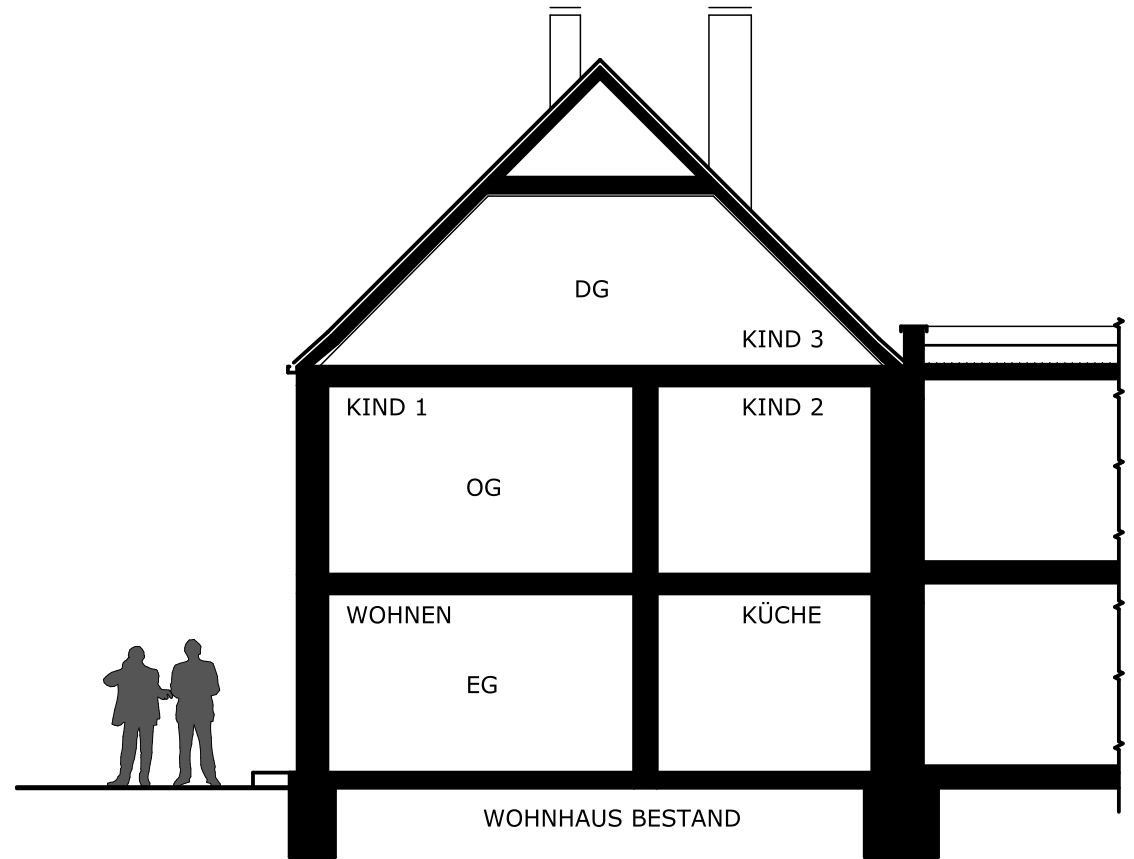 DG
KIND 3
KIND 1
KIND 2
OG
WOHNEN
KÜCHE
EG
WOHNHAUS BESTAND